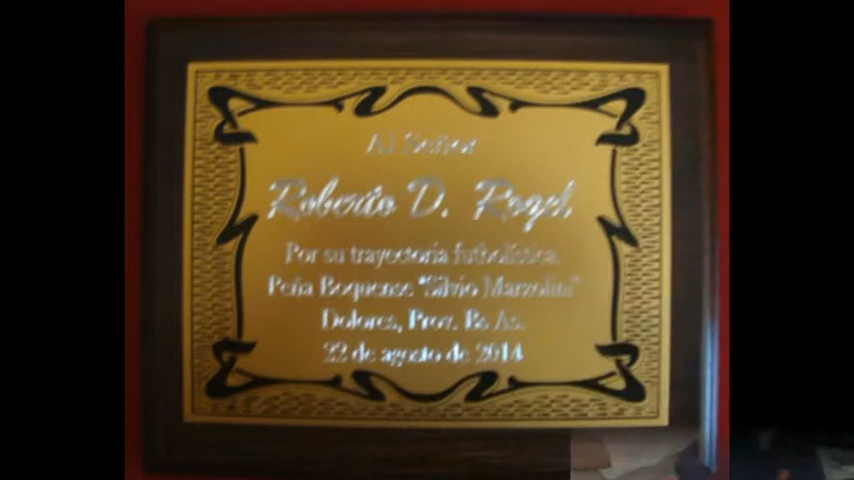 Al Señor
Roberto D. Rogel
Por su trayectoria futbolística.
Peña Boquense "Silvio Marzolini"
Dolores, Prov. Bs As.
22 de agosto de 2014